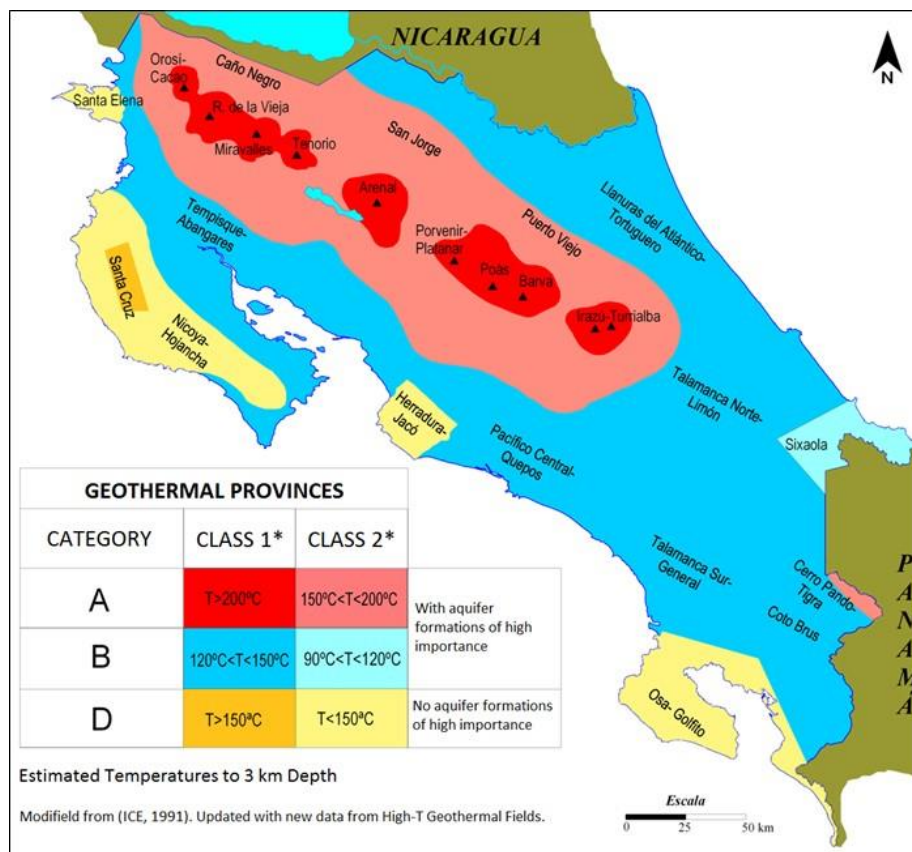 NICARAGUA
N
Orosí-
Cacao
Caño Negro
Santa Elena
R. de la Vieja
Miravalles
Tenorio
San Jorge
Arenal
Llanuras del Atlántico-
Tortuguero
Tempisque-
Abangares
Porvenir-
Platanar
Puerto Viejo
Poás
Barva
Santa Cruz
Irazú-Turrialba
Nicoya-
Hojancha
Talamanca Norte-
Limón
Herradura-
Jacó
Sixaola
Pacífico Central-
Quepos
Talamanca Sur-
General
Cerro Pando-
Tigra
Coto Brus
PANAMÁ
Osa- Golfito
GEOTHERMAL PROVINCES
CATEGORY CLASS 1* CLASS 2*
A T>200ºC 150ºC<T<200ºC
With aquifer
formations of high
importance
B 120ºC<T<150ºC 90ºC<T<120ºC
D T>150ªC T<150ªC
No aquifer formations
of high importance
Estimated Temperatures to 3 km Depth
Modifield from (ICE, 1991). Updated with new data from High-T Geothermal Fields.
Escala
0 25 50 km